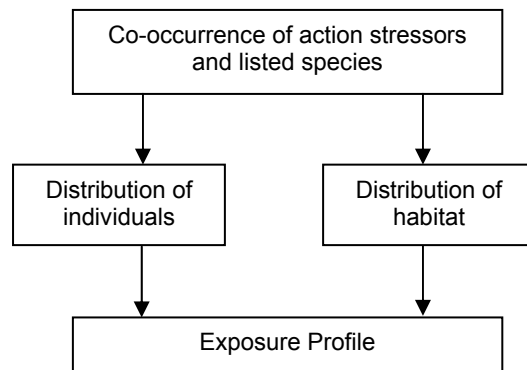 Co-occurrence of action stressors
and listed species
Distribution of
individuals
Distribution of
habitat
Exposure Profile